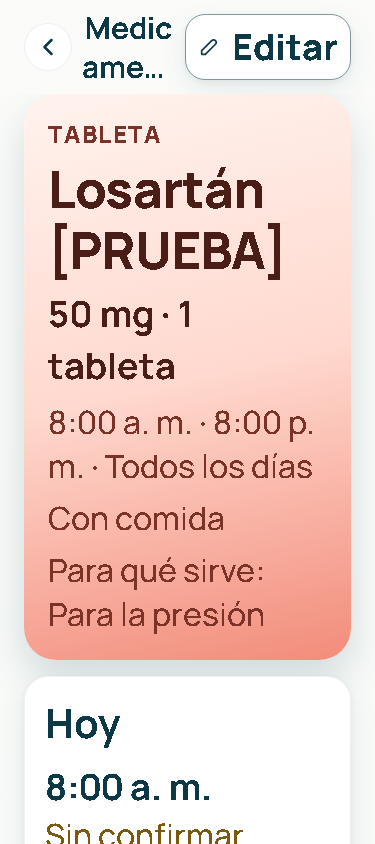 Medic
ame…
Editar
TABLETA
Losartán
[PRUEBA]
50 mg · 1
tableta
8:00 a. m. · 8:00 p.
m. · Todos los días
Con comida
Para qué sirve:
Para la presión
Hoy
8:00 a. m.
Sin confirmar